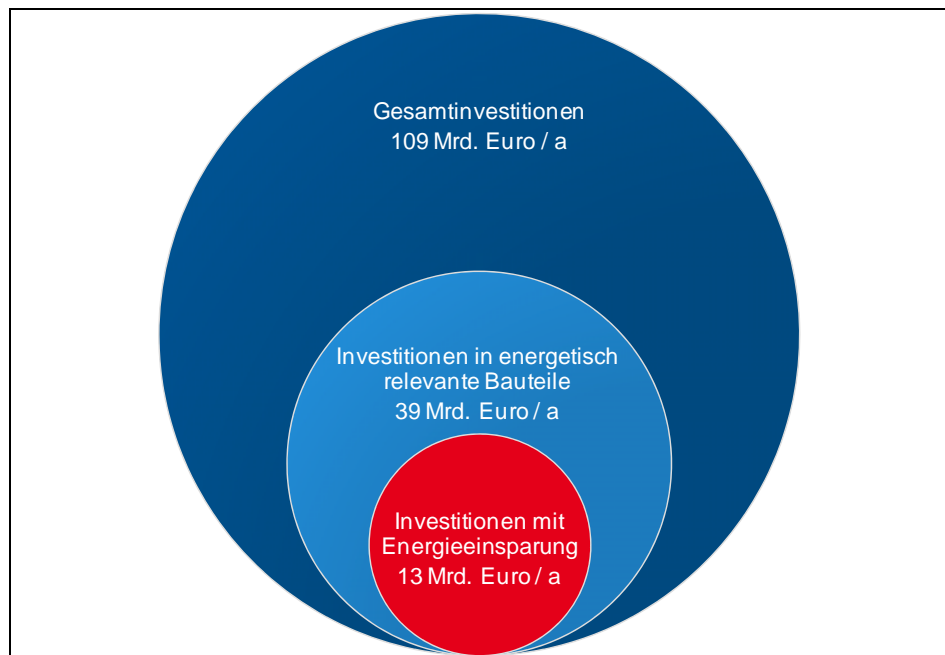 Gesamtinvestitionen
109 Mrd. Euro / a
Investitionen in energetisch
relevante Bauteile
39 Mrd. Euro / a
Investitionen mit
Energieeinsparung
13 Mrd. Euro / a